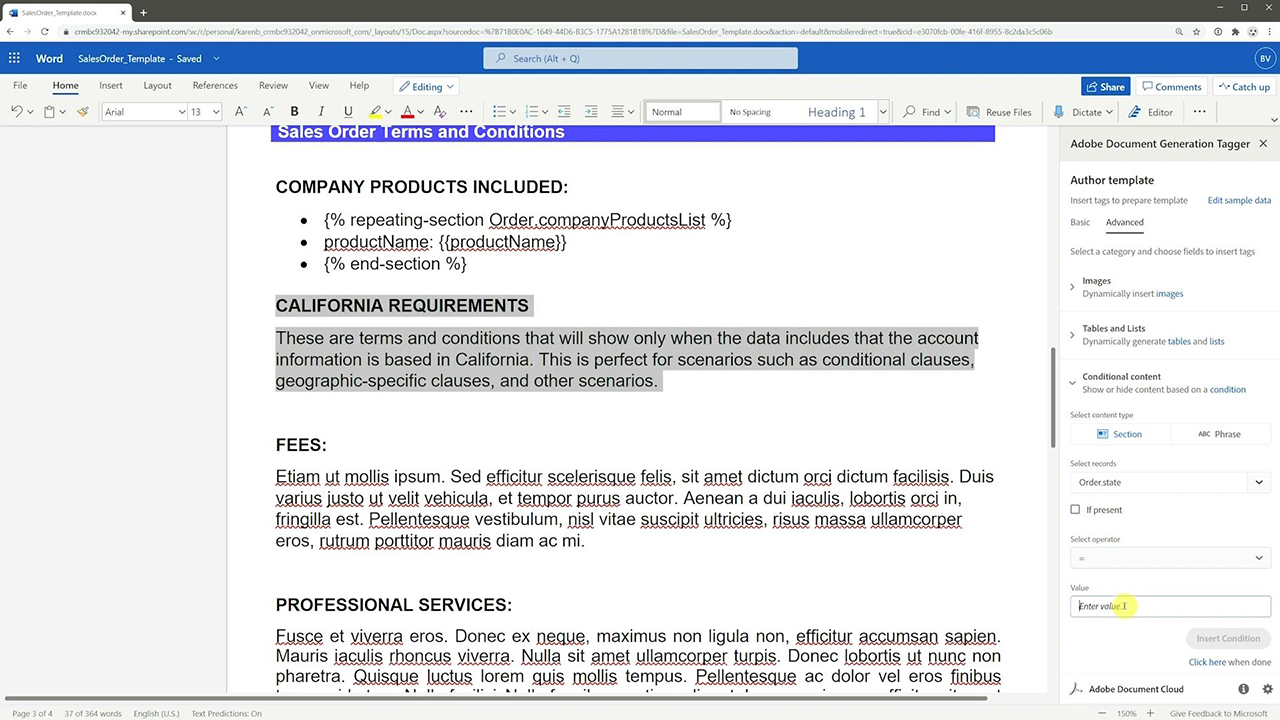 SalesOrder_Template.docx
crmbc932042-my.sharepoint.com/:w:/r/personal/karenb_crmbc932042_onmicrosoft_com/_layouts/15/Doc.aspx?sourcedoc=%7B71B0E0AC-1649-44D6-B3C5-1775A1281B18%7D&file=SalesOrder_Template.docx&action=default&mobileredirect=true&cid=e3070fcb-00fe-416f-8955-8c2da3c5c06b
Word SalesOrder_Template - Saved Search (Alt + Q) BV
File Home Insert Layout References Review View Help Editing Share Comments Catch up
Arial 13 B I U A Normal No Spacing Heading 1 Find Reuse Files Dictate Editor
Sales Order Terms and Conditions
COMPANY PRODUCTS INCLUDED:
• {% repeating-section Order.companyProductsList %}
• productName: {{productName}}
• {% end-section %}
CALIFORNIA REQUIREMENTS
These are terms and conditions that will show only when the data includes that the account
information is based in California. This is perfect for scenarios such as conditional clauses,
geographic-specific clauses, and other scenarios.
FEES:
Etiam ut mollis ipsum. Sed efficitur scelerisque felis, sit amet dictum orci dictum facilisis. Duis
varius justo ut velit vehicula, et tempor purus auctor. Aenean a dui iaculis, lobortis orci in,
fringilla est. Pellentesque vestibulum, nisl vitae suscipit ultricies, risus massa ullamcorper
eros, rutrum porttitor mauris diam ac mi.
PROFESSIONAL SERVICES:
Fusce et viverra eros. Donec ex neque, maximus non ligula non, efficitur accumsan sapien.
Mauris iaculis rhoncus viverra. Nulla sit amet ullamcorper turpis. Donec lobortis ut nunc non
pharetra. Quisque luctus lorem quis mollis tempus. Pellentesque ac dolor vel eros finibus
Adobe Document Generation Tagger
Author template
Insert tags to prepare template Edit sample data
Basic Advanced
Select a category and choose fields to insert tags
Images
Dynamically insert images
Tables and Lists
Dynamically generate tables and lists
Conditional content
Show or hide content based on a condition
Select content type
Section ABC Phrase
Select records
Order.state
If present
Select operator
=
Value
Enter value.
Insert Condition
Click here when done
Adobe Document Cloud
Page 3 of 4 37 of 364 words English (U.S.) Text Predictions: On 150% Give Feedback to Microsoft